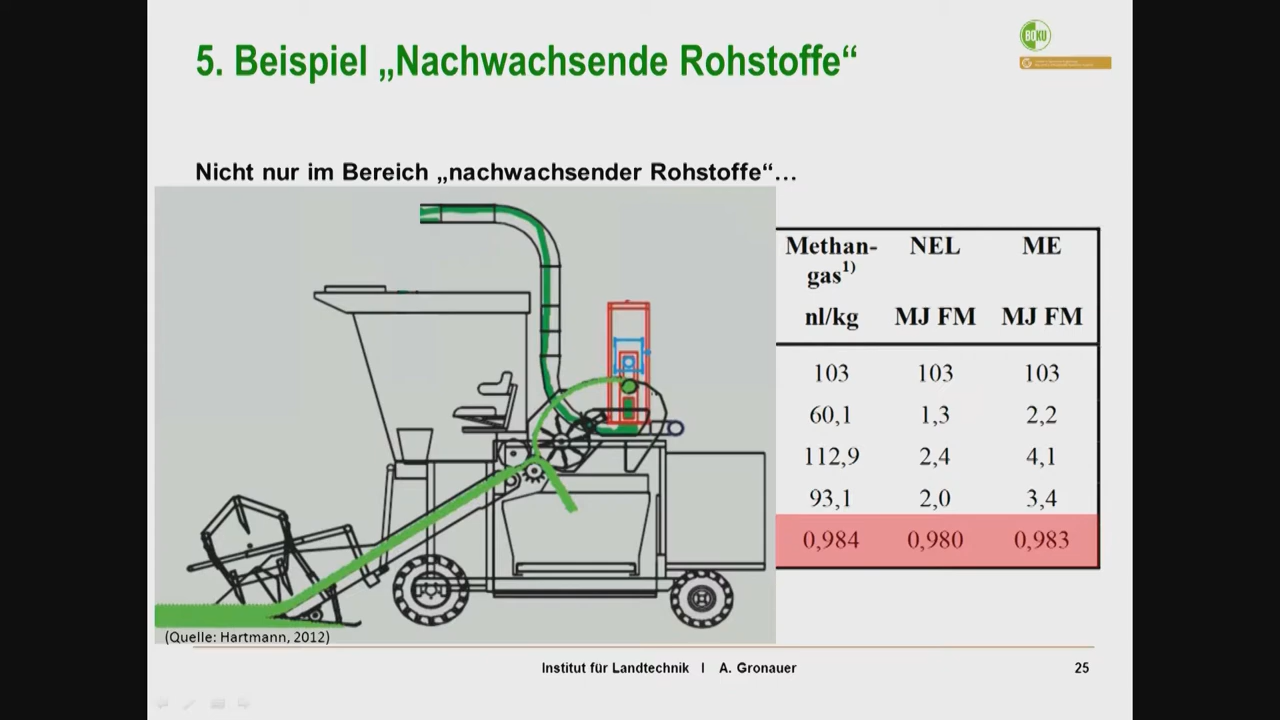 5. Beispiel „Nachwachsende Rohstoffe“
BOKU
Nicht nur im Bereich „nachwachsender Rohstoffe“…
Methan-gas¹⁾ NEL ME
nl/kg MJ FM MJ FM
103 103 103
60,1 1,3 2,2
112,9 2,4 4,1
93,1 2,0 3,4
0,984 0,980 0,983
(Quelle: Hartmann, 2012)
Institut für Landtechnik I A. Gronauer
25